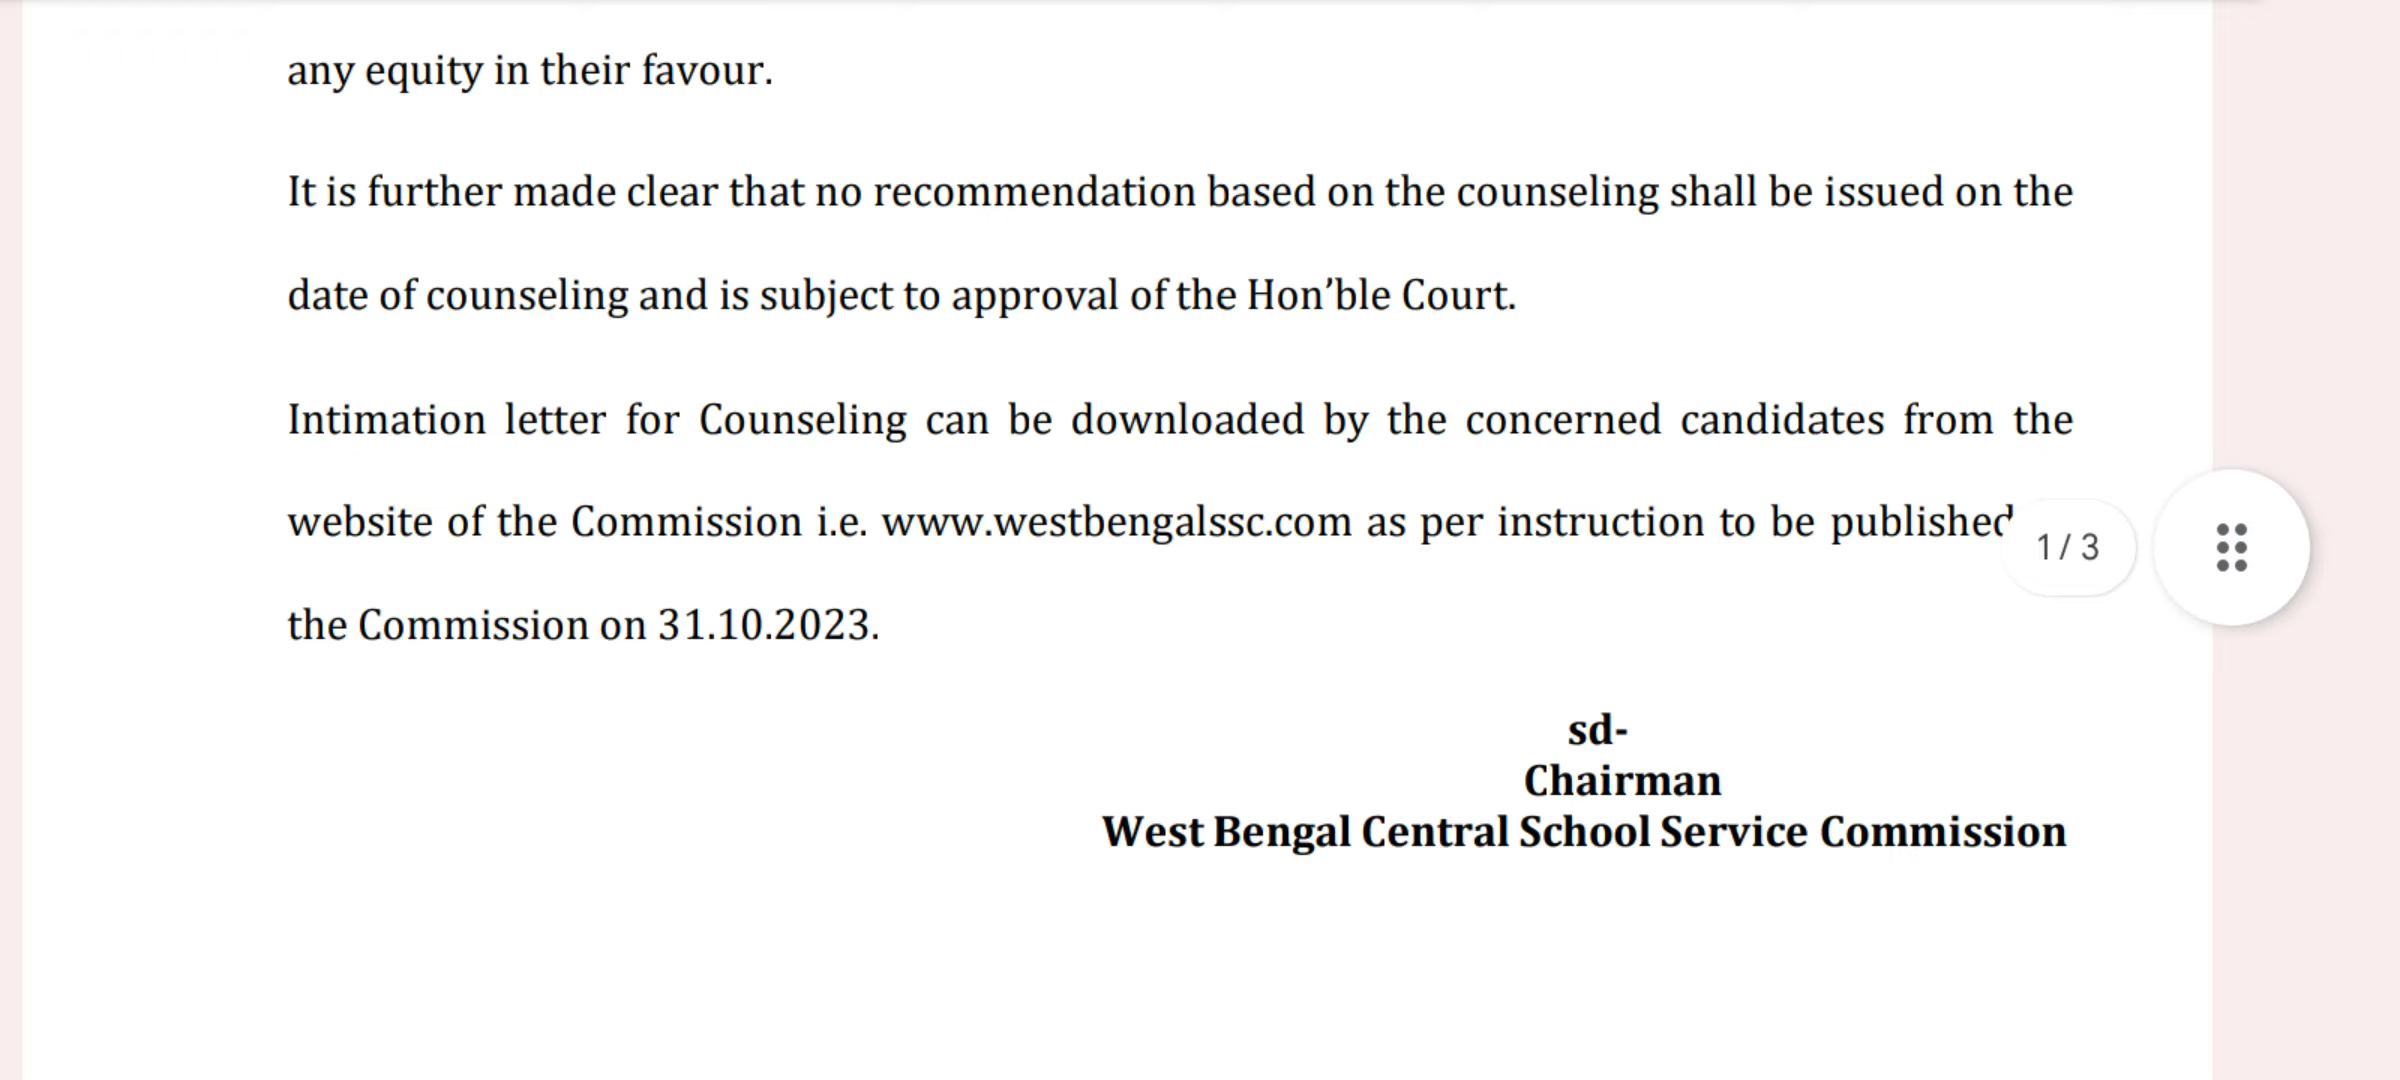 any equity in their favour.
It is further made clear that no recommendation based on the counseling shall be issued on the
date of counseling and is subject to approval of the Hon’ble Court.
Intimation letter for Counseling can be downloaded by the concerned candidates from the
website of the Commission i.e. www.westbengalssc.com as per instruction to be published
1 / 3
the Commission on 31.10.2023.
sd-
Chairman
West Bengal Central School Service Commission